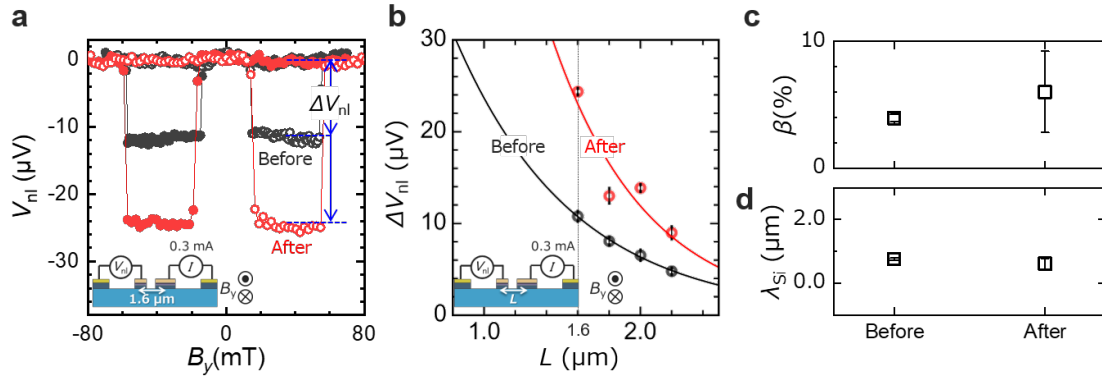 a
0
-10
-20
-30
V_nl (μV)
ΔV_nl
Before
After
0.3 mA
V_nl
I
1.6 μm
B_y
-80
0
80
B_y(mT)
b
30
20
10
0
ΔV_nl (μV)
Before
After
0.3 mA
V_nl
I
L
B_y
1.0
1.6
2.0
L (μm)
c
10
0
β(%)
d
2.0
0.0
λ_Si (μm)
Before
After